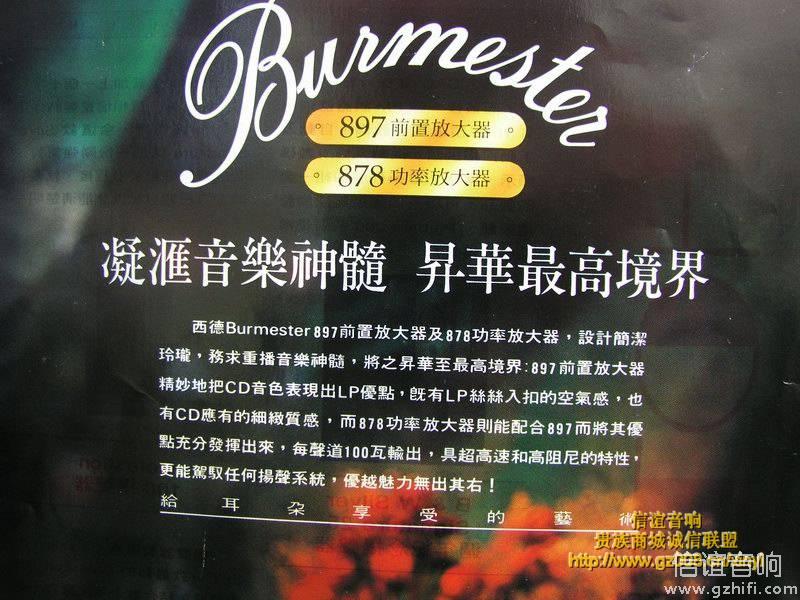 Burmester
897前置放大器
878功率放大器
凝滙音樂神髓 昇華最高境界
西德Burmester 897前置放大器及878功率放大器，設計簡潔
玲瓏，務求重播音樂神髓，將之昇華至最高境界：897前置放大器
精妙地把CD音色表現出LP優點，旣有LP絲絲入扣的空氣感，也
有CD應有的細緻質感，而878功率放大器則能配合897而將其優
點充分發揮出來，每聲道100瓦輸出，具超高速和高阻尼的特性，
更能駕馭任何揚聲系統，優越魅力無出其右！
給耳朶享受的藝術
信谊音响
贵族商城诚信联盟
信谊音响
www.gzhifi.com